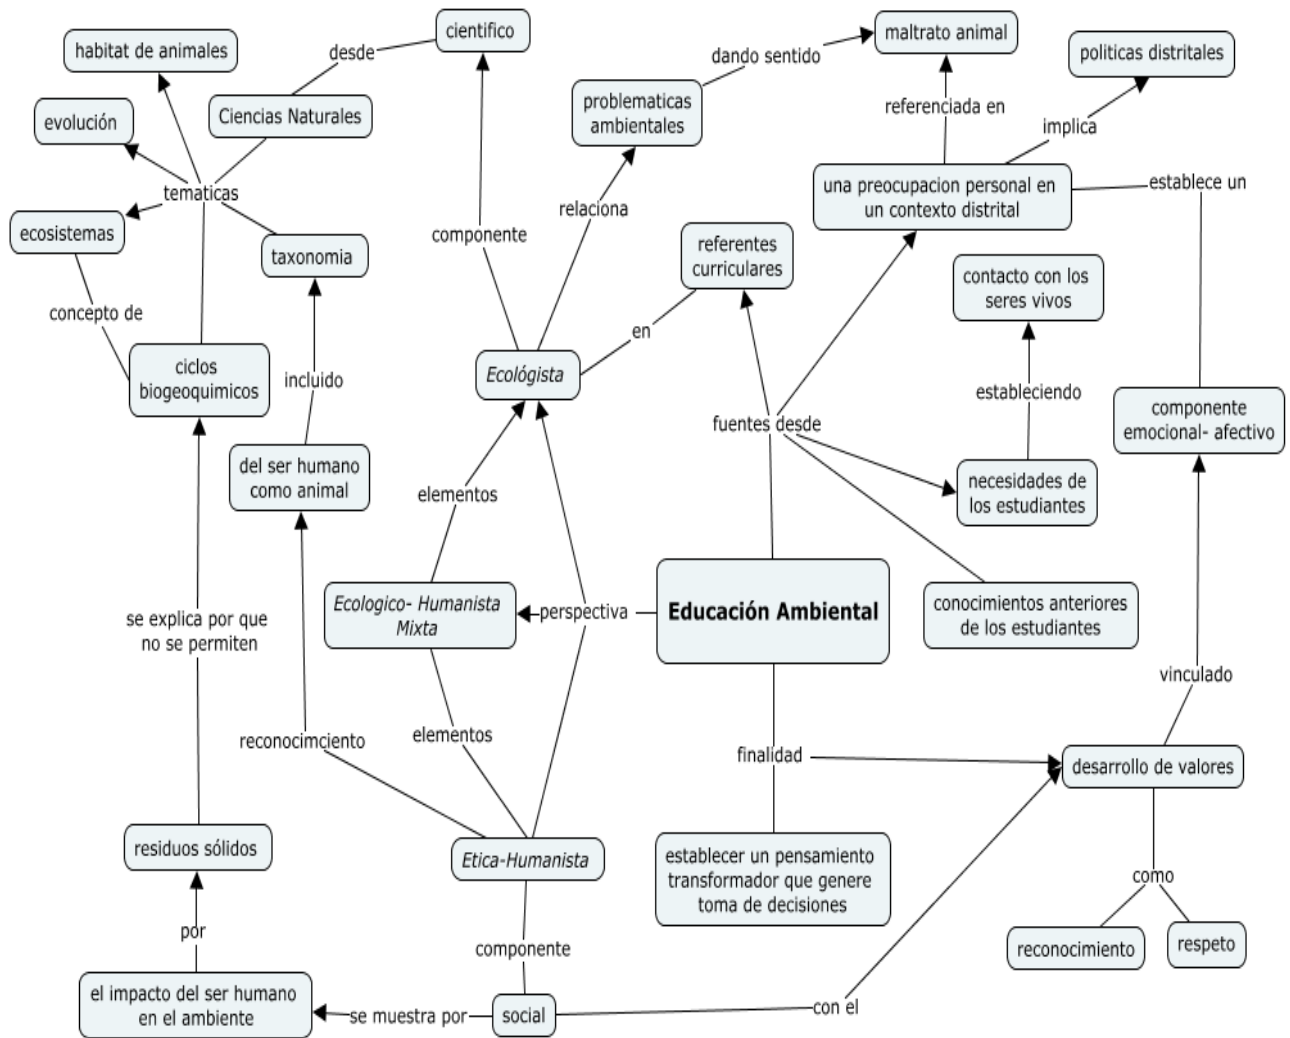 cientifico
maltrato animal
habitat de animales
desde
dando sentido
politicas distritales
problematicas
ambientales
referenciada en
evolución
Ciencias Naturales
implica
tematicas
una preocupacion personal en
un contexto distrital
establece un
relaciona
ecosistemas
componente
taxonomia
referentes
curriculares
contacto con los
seres vivos
concepto de
en
ciclos
biogeoquimicos
incluido
Ecológista
estableciendo
fuentes desde
componente
emocional- afectivo
del ser humano
como animal
elementos
necesidades de
los estudiantes
Ecologico- Humanista
Mixta
perspectiva
Educación Ambiental
conocimientos anteriores
de los estudiantes
se explica por que
no se permiten
vinculado
reconocimciento
elementos
finalidad
desarrollo de valores
residuos sólidos
Etica-Humanista
establecer un pensamiento
transformador que genere
toma de decisiones
como
por
componente
reconocimiento
respeto
el impacto del ser humano
en el ambiente
se muestra por
social
con el